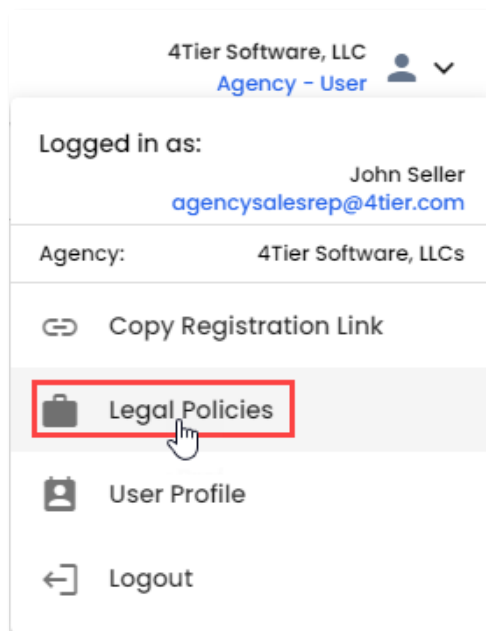 4Tier Software, LLC
Agency - User
Logged in as:
John Seller
agencysalesrep@4tier.com
Agency: 4Tier Software, LLCs
Copy Registration Link
Legal Policies
User Profile
Logout